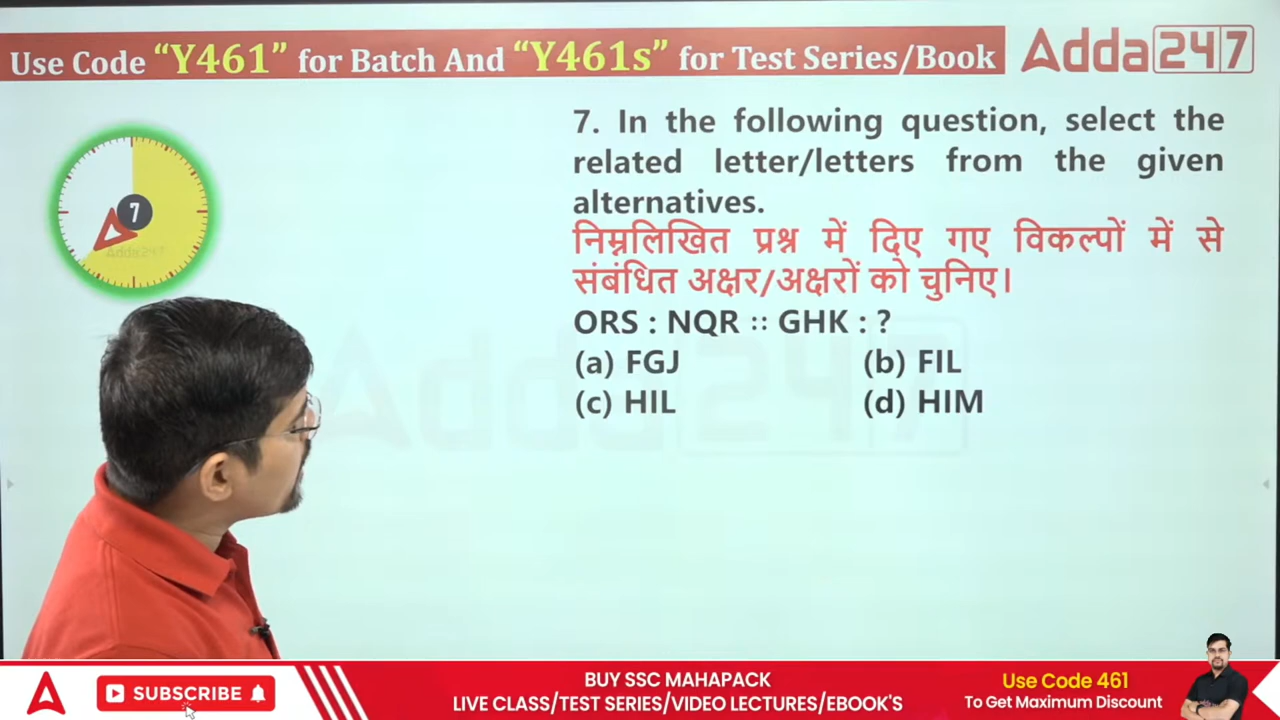 Use Code “Y461” for Batch And “Y461s” for Test Series/Book
Adda247
7. In the following question, select the
related letter/letters from the given
alternatives.
निम्नलिखित प्रश्न में दिए गए विकल्पों में से
संबंधित अक्षर/अक्षरों को चुनिए।
ORS : NQR :: GHK : ?
(a) FGJ (b) FIL
(c) HIL (d) HIM
7
Adda247
Adda247
SUBSCRIBE
BUY SSC MAHAPACK
LIVE CLASS/TEST SERIES/VIDEO LECTURES/EBOOK'S
Use Code 461
To Get Maximum Discount